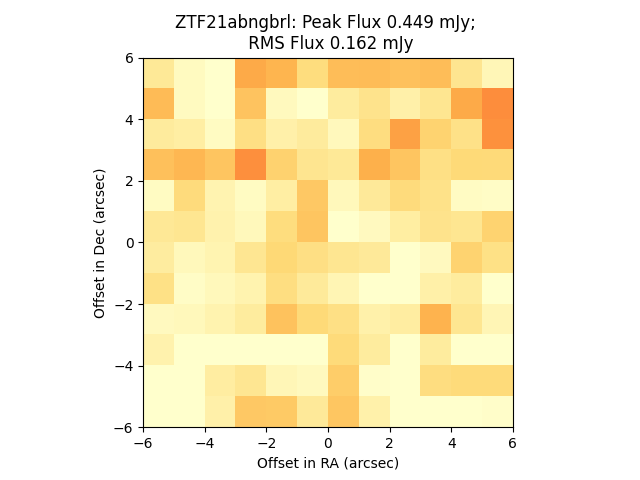 ZTF21abngbrl: Peak Flux 0.449 mJy;
RMS Flux 0.162 mJy
6
4
2
0
−2
−4
−6
Offset in Dec (arcsec)
−6 −4 −2 0 2 4 6
Offset in RA (arcsec)